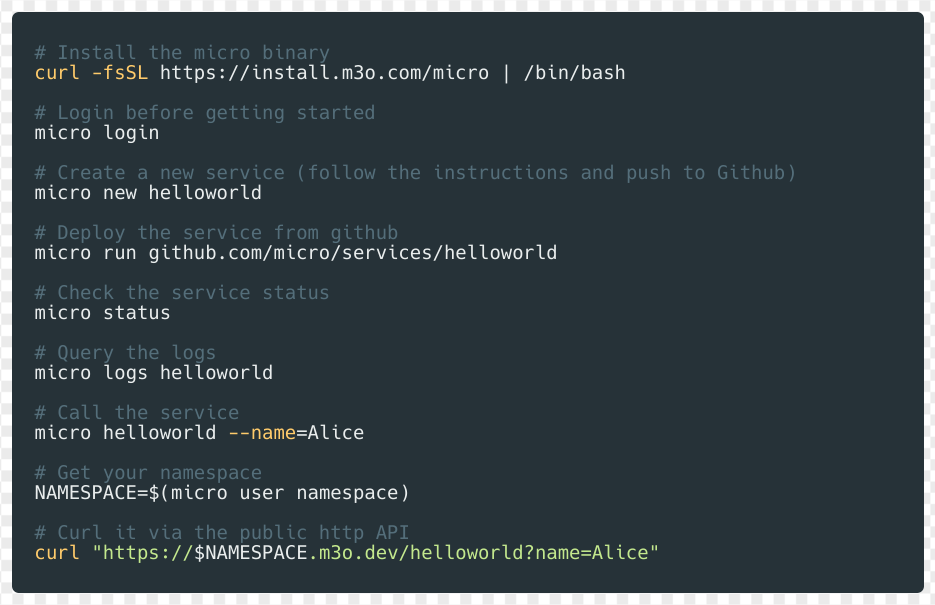 # Install the micro binary
curl -fsSL https://install.m3o.com/micro | /bin/bash
# Login before getting started
micro login
# Create a new service (follow the instructions and push to Github)
micro new helloworld
# Deploy the service from github
micro run github.com/micro/services/helloworld
# Check the service status
micro status
# Query the logs
micro logs helloworld
# Call the service
micro helloworld --name=Alice
# Get your namespace
NAMESPACE=$(micro user namespace)
# Curl it via the public http API
curl "https://$NAMESPACE.m3o.dev/helloworld?name=Alice"